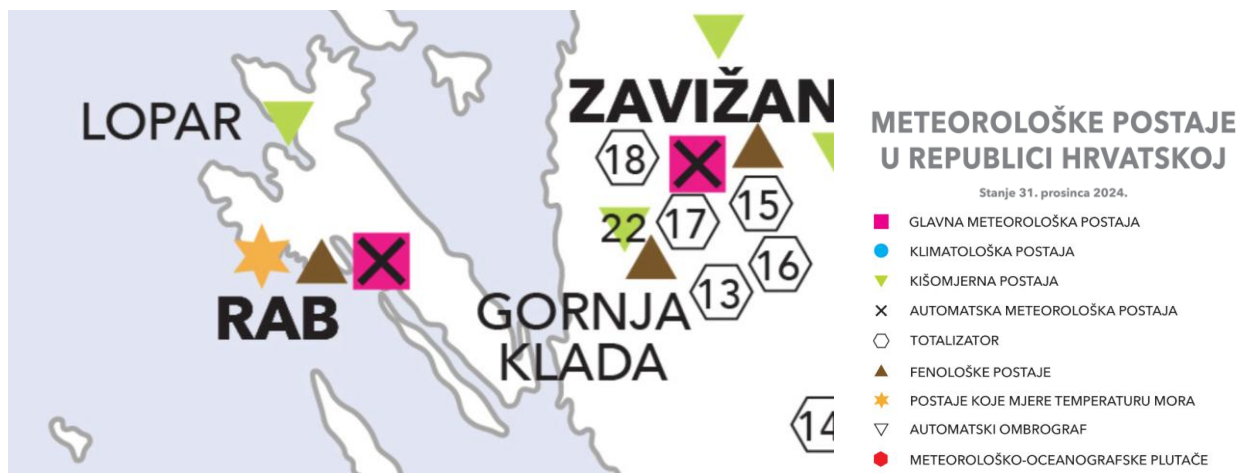 ZAVIŽAN
LOPAR
18
15
22
17
16
13
RAB
GORNJA
KLADA
14
METEOROLOŠKE POSTAJE
U REPUBLICI HRVATSKOJ
Stanje 31. prosinca 2024.
GLAVNA METEOROLOŠKA POSTAJA
KLIMATOLOŠKA POSTAJA
KIŠOMJERNA POSTAJA
AUTOMATSKA METEOROLOŠKA POSTAJA
TOTALIZATOR
FENOLOŠKE POSTAJE
POSTAJE KOJE MJERE TEMPERATURU MORA
AUTOMATSKI OMBROGRAF
METEOROLOŠKO-OCEANOGRAFSKE PLUTAČE